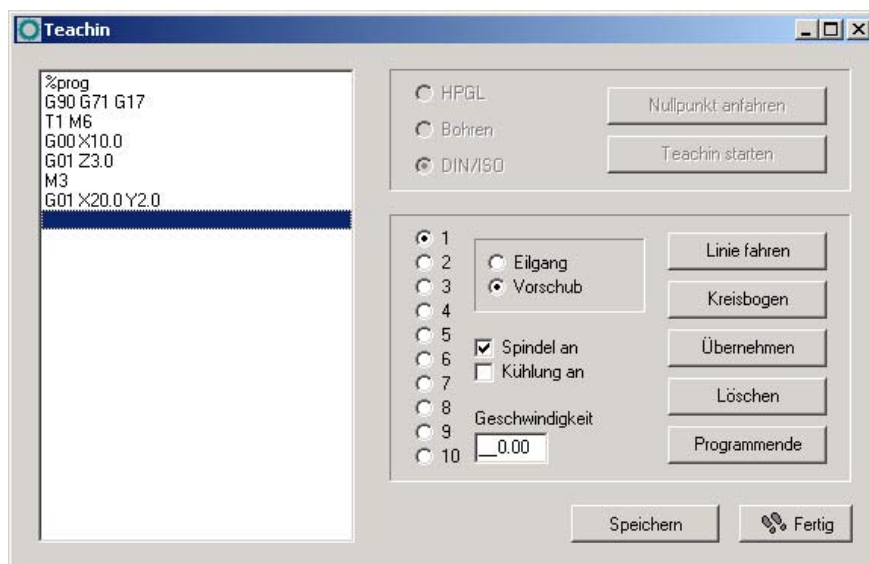 Teachin
%prog
G90 G71 G17
T1 M6
G00 X10.0
G01 Z3.0
M3
G01 X20.0 Y2.0
HPGL
Bohren
DIN/ISO
Nullpunkt anfahren
Teachin starten
1
2
3
4
5
6
7
8
9
10
Eilgang
Vorschub
Spindel an
Kühlung an
Geschwindigkeit
__0.00
Linie fahren
Kreisbogen
Übernehmen
Löschen
Programmende
Speichern
Fertig